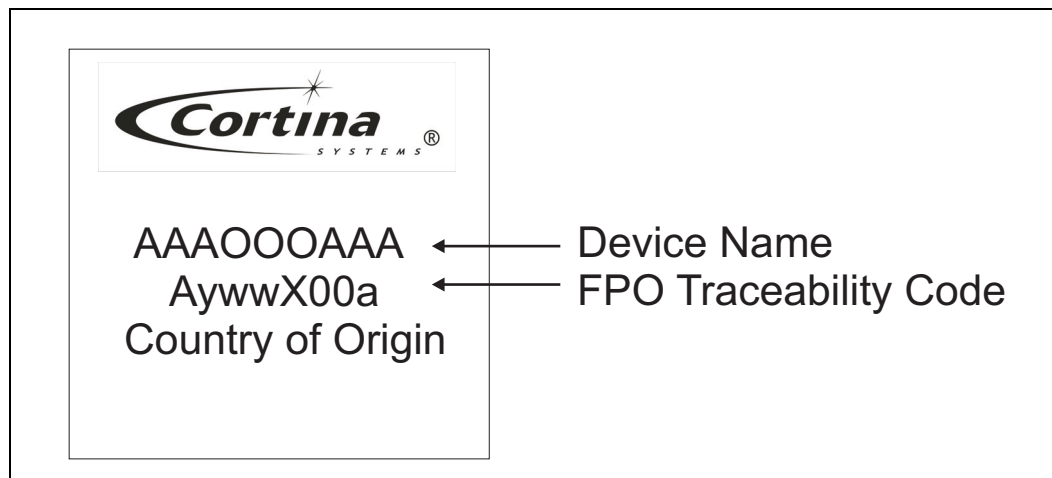 Cortina
SYSTEMS ®
AAAOOOAAA
Device Name
AywwX00a
FPO Traceability Code
Country of Origin